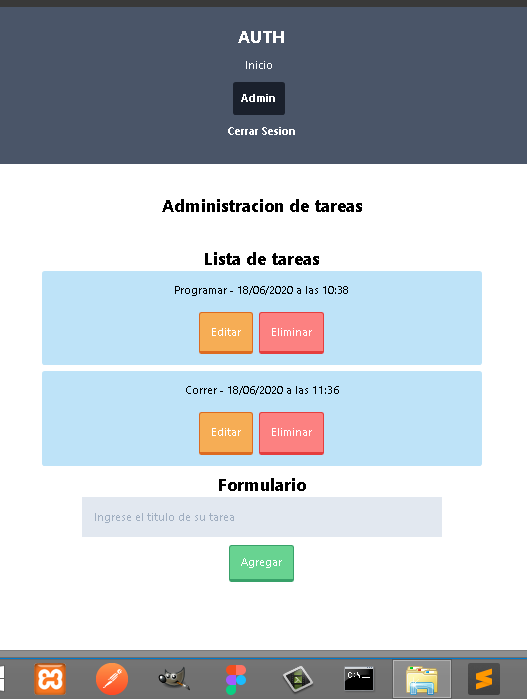 AUTH
Inicio
Admin
Cerrar Sesion
Administracion de tareas
Lista de tareas
Programar - 18/06/2020 a las 10:38
Editar Eliminar
Correr - 18/06/2020 a las 11:36
Editar Eliminar
Formulario
Ingrese el titulo de su tarea
Agregar